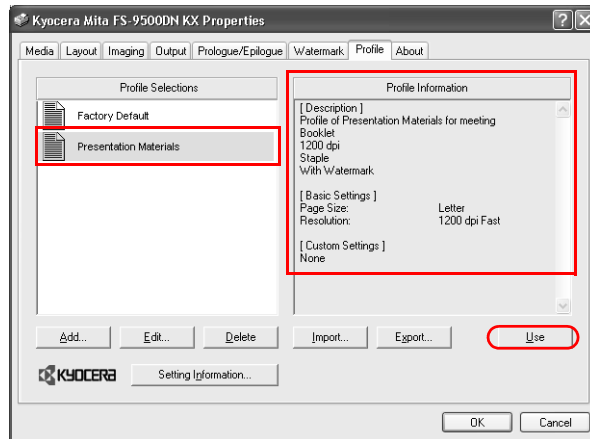 Kyocera Mita FS-9500DN KX Properties
Media Layout Imaging Output Prologue/Epilogue Watermark Profile About
Profile Selections
Factory Default
Presentation Materials
Profile Information
[ Description ]
Profile of Presentation Materials for meeting
Booklet
1200 dpi
Staple
With Watermark
[ Basic Settings ]
Page Size: Letter
Resolution: 1200 dpi Fast
[ Custom Settings ]
None
Add... Edit... Delete Import... Export... Use
KYOCERA Setting Information...
OK Cancel